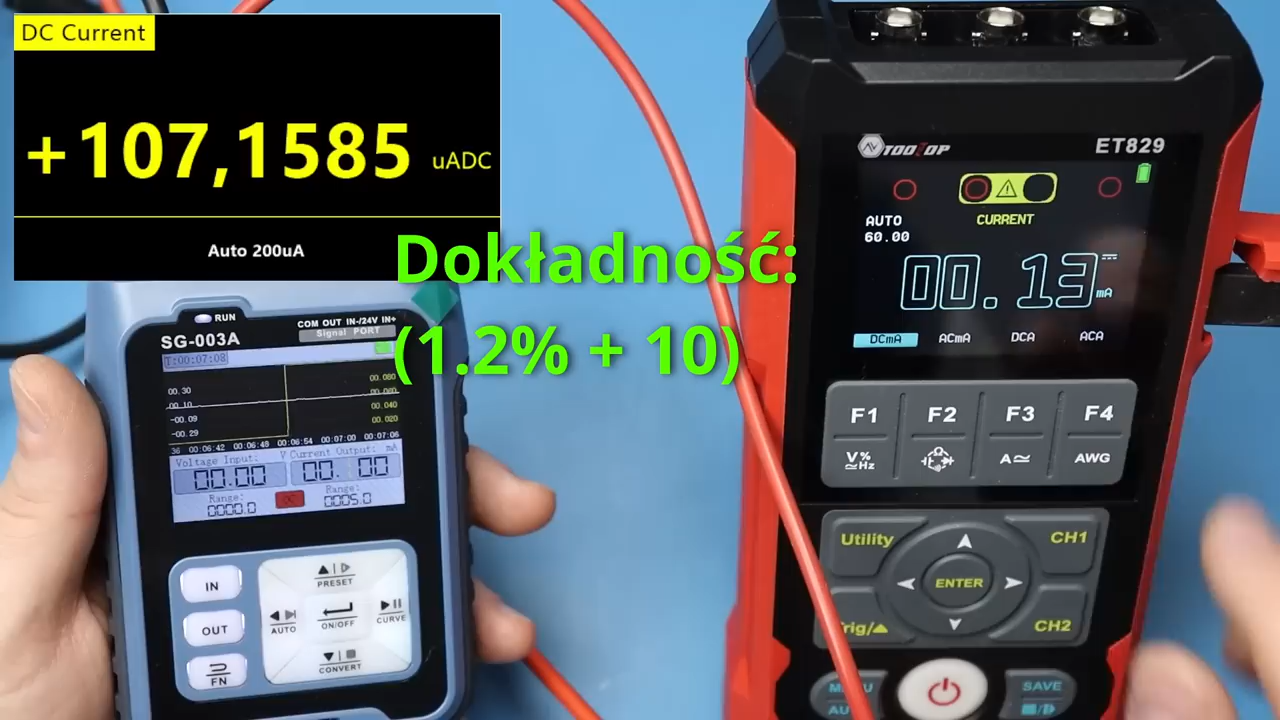 DC Current
+107,1585 uADC
Auto 200uA
Dokładność:
(1.2% + 10)
RUN
COM OUT IN-/24V IN+
Signal PORT
SG-003A
T:00:07:08
00.30
00.10
-00.09
-00.29
00.080
00.060
00.040
00.020
36 00:06:42 00:06:48 00:06:54 00:07:00 00:07:06
Voltage Input: V
Current Output: mA
00.00
00. 00
Range:
0000.0
Range:
0005.0
IN
OUT
FN
PRESET
AUTO
ON/OFF
CURVE
CONVERT
TOOLTOP
ET829
AUTO
60.00
CURRENT
00.13 mA
DCmA ACmA DCA ACA
F1 F2 F3 F4
V% Hz
A
AWG
Utility
CH1
ENTER
Trig/
CH2
SAVE